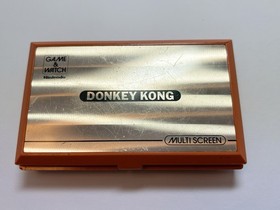 GAME
&
WATCH
Nintendo
DONKEY KONG
MULTI SCREEN